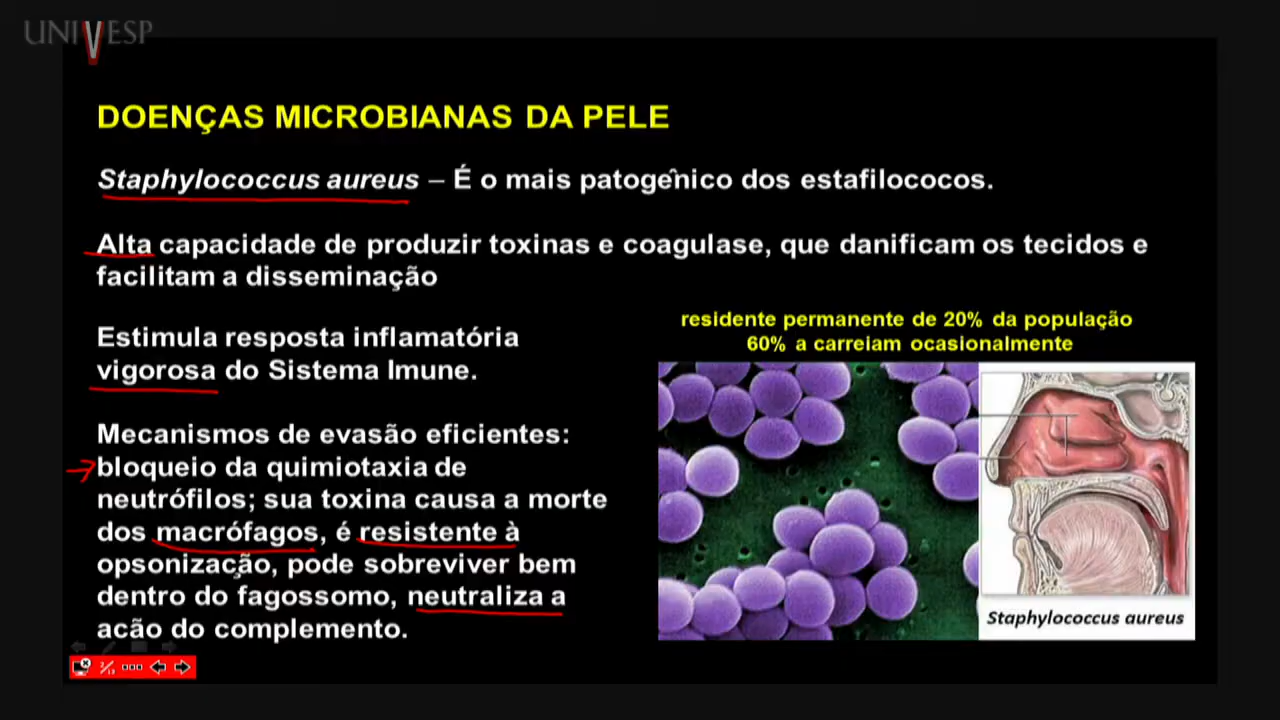 UNIVESP
DOENÇAS MICROBIANAS DA PELE
Staphylococcus aureus – É o mais patogênico dos estafilococos.
Alta capacidade de produzir toxinas e coagulase, que danificam os tecidos e
facilitam a disseminação
Estimula resposta inflamatória
vigorosa do Sistema Imune.
Mecanismos de evasão eficientes:
bloqueio da quimiotaxia de
neutrófilos; sua toxina causa a morte
dos macrófagos, é resistente à
opsonização, pode sobreviver bem
dentro do fagossomo, neutraliza a
acão do complemento.
residente permanente de 20% da população
60% a carreiam ocasionalmente
Staphylococcus aureus